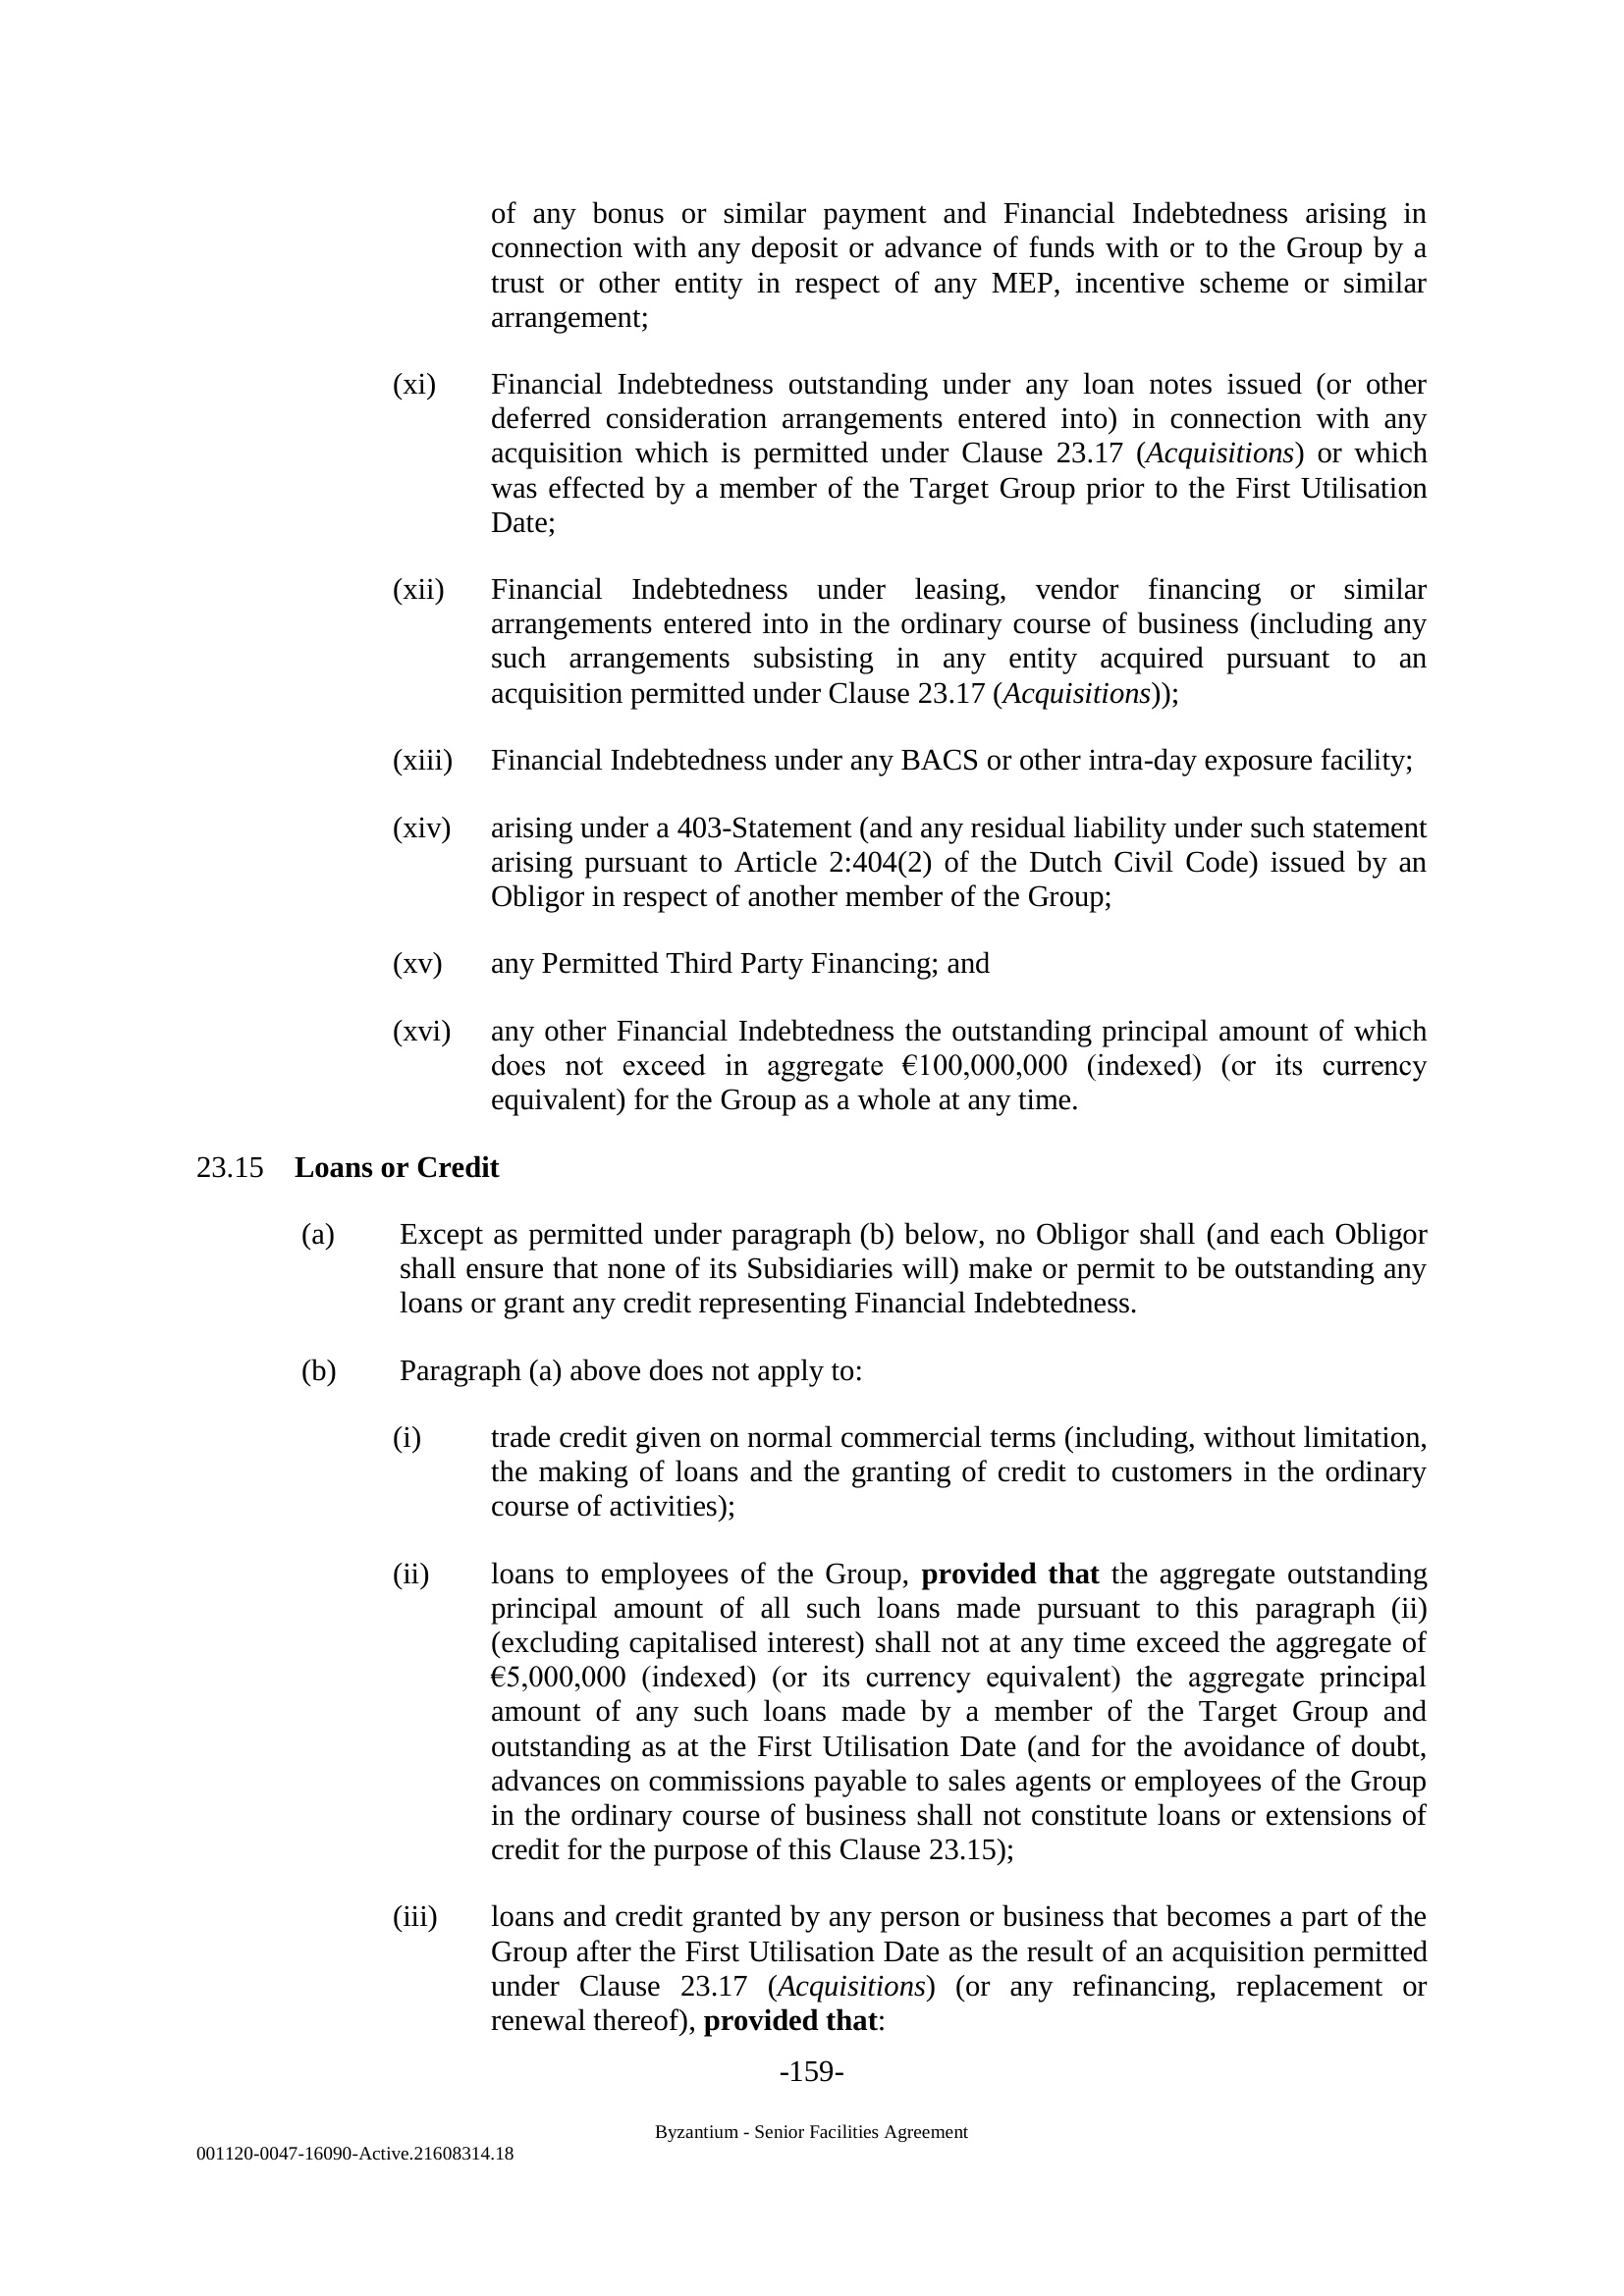 of any bonus or similar payment and Financial Indebtedness arising in
connection with any deposit or advance of funds with or to the Group by a
trust or other entity in respect of any MEP, incentive scheme or similar
arrangement;
(xi) Financial Indebtedness outstanding under any loan notes issued (or other
deferred consideration arrangements entered into) in connection with any
acquisition which is permitted under Clause 23.17 (Acquisitions) or which
was effected by a member of the Target Group prior to the First Utilisation
Date;
(xii) Financial Indebtedness under leasing, vendor financing or similar
arrangements entered into in the ordinary course of business (including any
such arrangements subsisting in any entity acquired pursuant to an
acquisition permitted under Clause 23.17 (Acquisitions));
(xiii) Financial Indebtedness under any BACS or other intra-day exposure facility;
(xiv) arising under a 403-Statement (and any residual liability under such statement
arising pursuant to Article 2:404(2) of the Dutch Civil Code) issued by an
Obligor in respect of another member of the Group;
(xv) any Permitted Third Party Financing; and
(xvi) any other Financial Indebtedness the outstanding principal amount of which
does not exceed in aggregate €100,000,000 (indexed) (or its currency
equivalent) for the Group as a whole at any time.
23.15 Loans or Credit
(a) Except as permitted under paragraph (b) below, no Obligor shall (and each Obligor
shall ensure that none of its Subsidiaries will) make or permit to be outstanding any
loans or grant any credit representing Financial Indebtedness.
(b) Paragraph (a) above does not apply to:
(i) trade credit given on normal commercial terms (including, without limitation,
the making of loans and the granting of credit to customers in the ordinary
course of activities);
(ii) loans to employees of the Group, provided that the aggregate outstanding
principal amount of all such loans made pursuant to this paragraph (ii)
(excluding capitalised interest) shall not at any time exceed the aggregate of
€5,000,000 (indexed) (or its currency equivalent) the aggregate principal
amount of any such loans made by a member of the Target Group and
outstanding as at the First Utilisation Date (and for the avoidance of doubt,
advances on commissions payable to sales agents or employees of the Group
in the ordinary course of business shall not constitute loans or extensions of
credit for the purpose of this Clause 23.15);
(iii) loans and credit granted by any person or business that becomes a part of the
Group after the First Utilisation Date as the result of an acquisition permitted
under Clause 23.17 (Acquisitions) (or any refinancing, replacement or
renewal thereof), provided that:
-159-
Byzantium - Senior Facilities Agreement
001120-0047-16090-Active.21608314.18